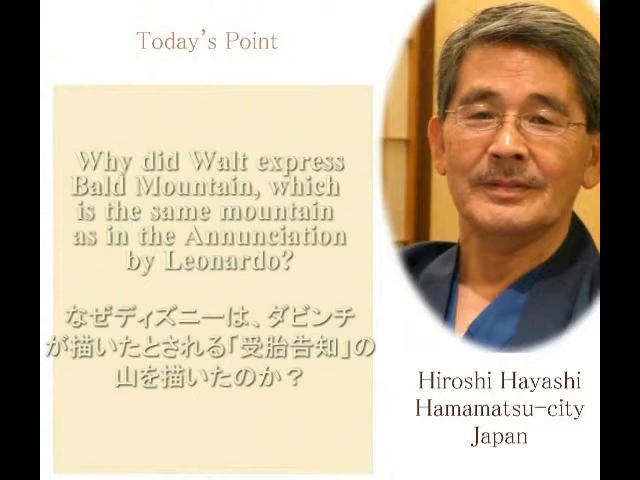 Today's Point
Why did Walt express
Bald Mountain, which
is the same mountain
as in the Annunciation
by Leonardo?
なぜディズニーは、ダビンチ
が描いたとされる「受胎告知」の
山を描いたのか？
Hiroshi Hayashi
Hamamatsu-city
Japan